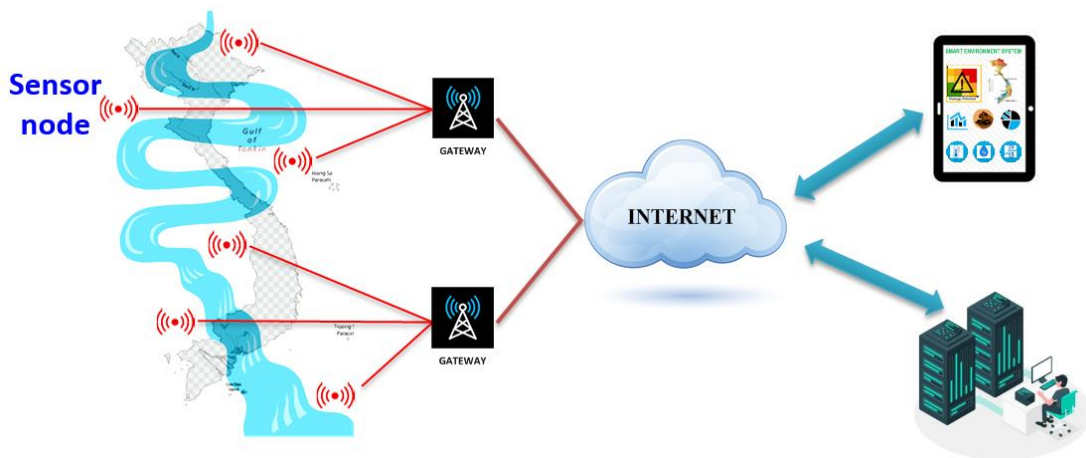 Sensor
node
Gulf
of
Tonkin
GATEWAY
GATEWAY
INTERNET
SMART ENVIRONMENT SYSTEM